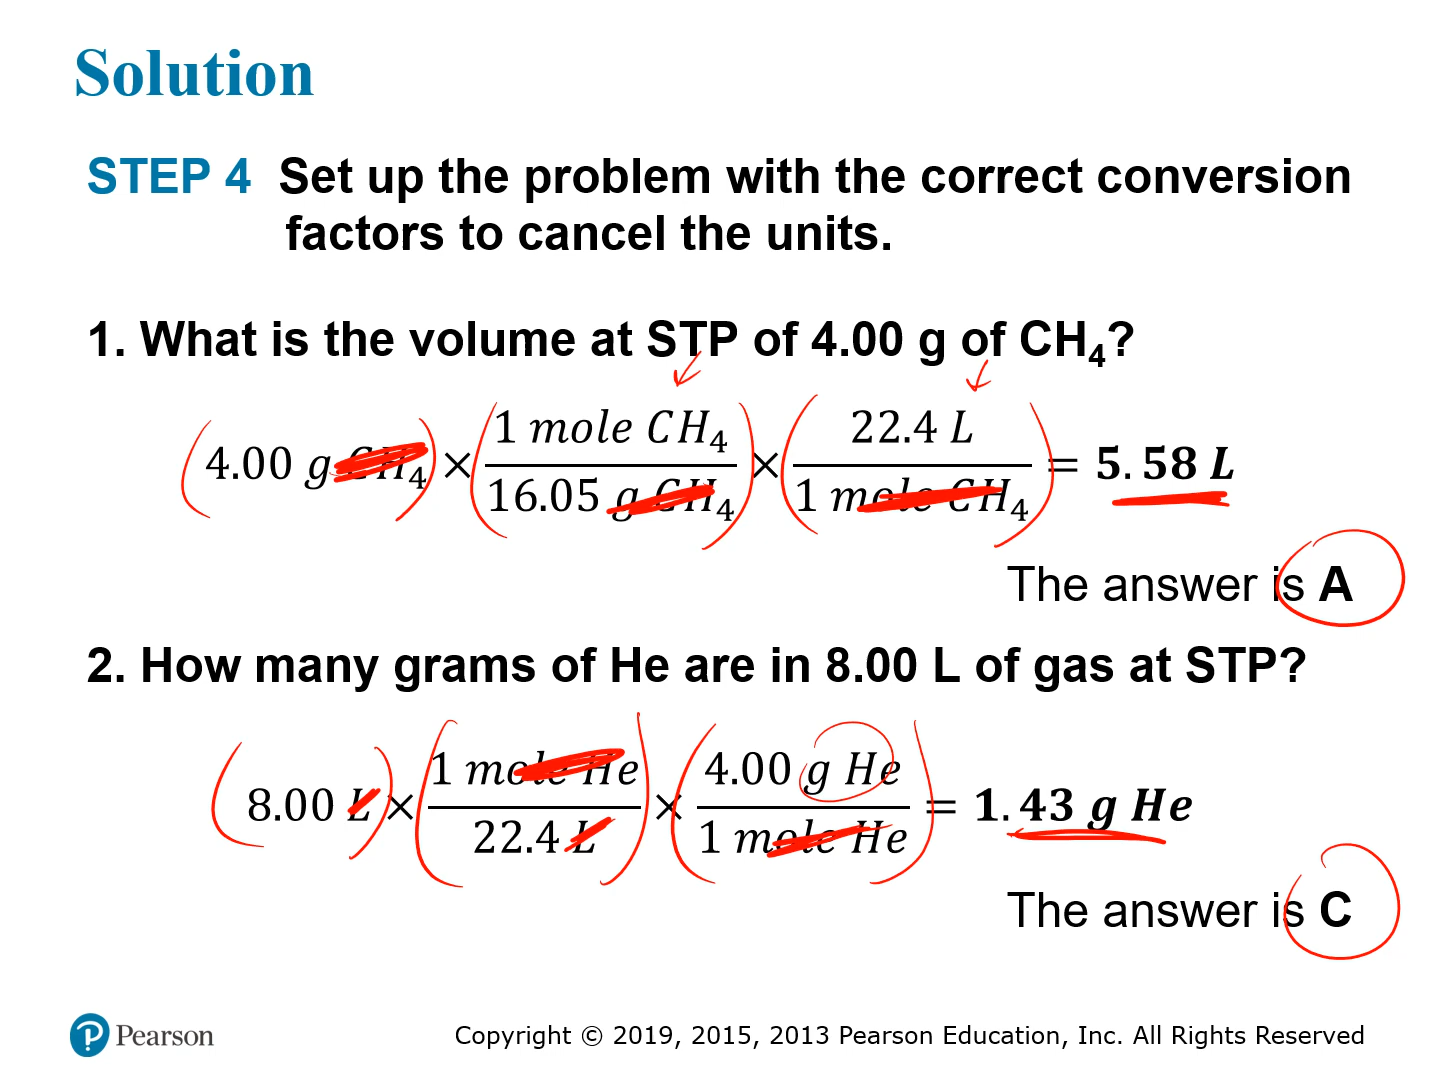 Solution
STEP 4 Set up the problem with the correct conversion
factors to cancel the units.
1. What is the volume at STP of 4.00 g of CH₄?
(4.00 g CH₄) × (1 mole CH₄ / 16.05 g CH₄) × (22.4 L / 1 mole CH₄) = 5.58 L
The answer is A
2. How many grams of He are in 8.00 L of gas at STP?
(8.00 L) × (1 mole He / 22.4 L) × (4.00 g He / 1 mole He) = 1.43 g He
The answer is C
Pearson
Copyright © 2019, 2015, 2013 Pearson Education, Inc. All Rights Reserved